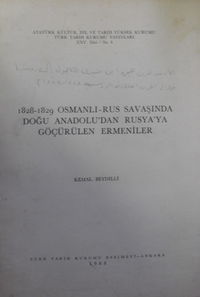 ATATÜRK KÜLTÜR, DİL VE TARİH YÜKSEK KURUMU
TÜRK TARİH KURUMU YAYINLARI
1828-1829 OSMANLI-RUS SAVAŞINDA
DOĞU ANADOLU'DAN RUSYA'YA
GÖÇÜRÜLEN ERMENİLER
KEMAL BEYDİLLİ
TÜRK TARİH KURUMU BASIMEVİ-ANKARA
1988